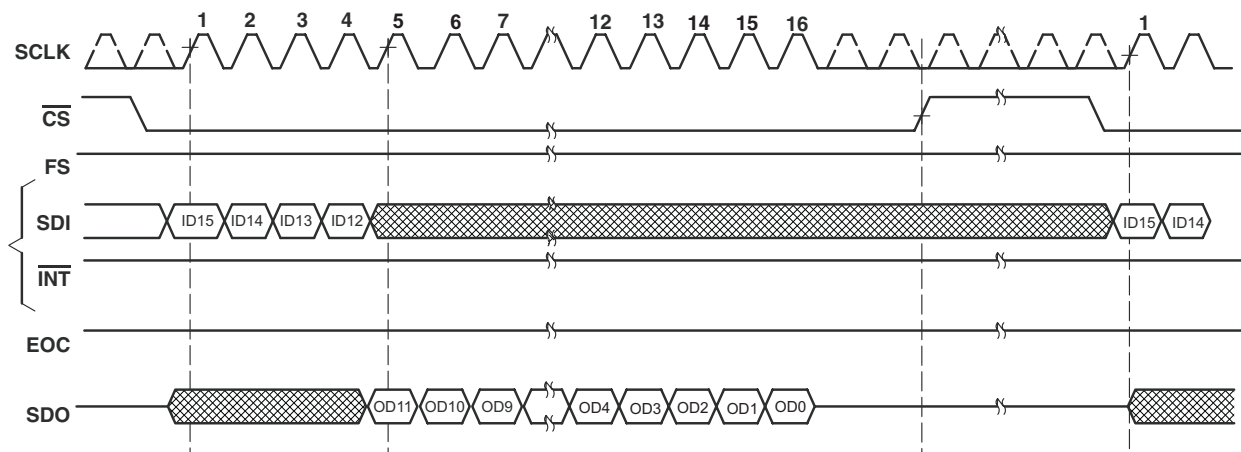 1 2 3 4 5 6 7 12 13 14 15 16 1
SCLK
CS
FS
SDI ID15 ID14 ID13 ID12 ID15 ID14
INT
EOC
SDO OD11 OD10 OD9 OD4 OD3 OD2 OD1 OD0